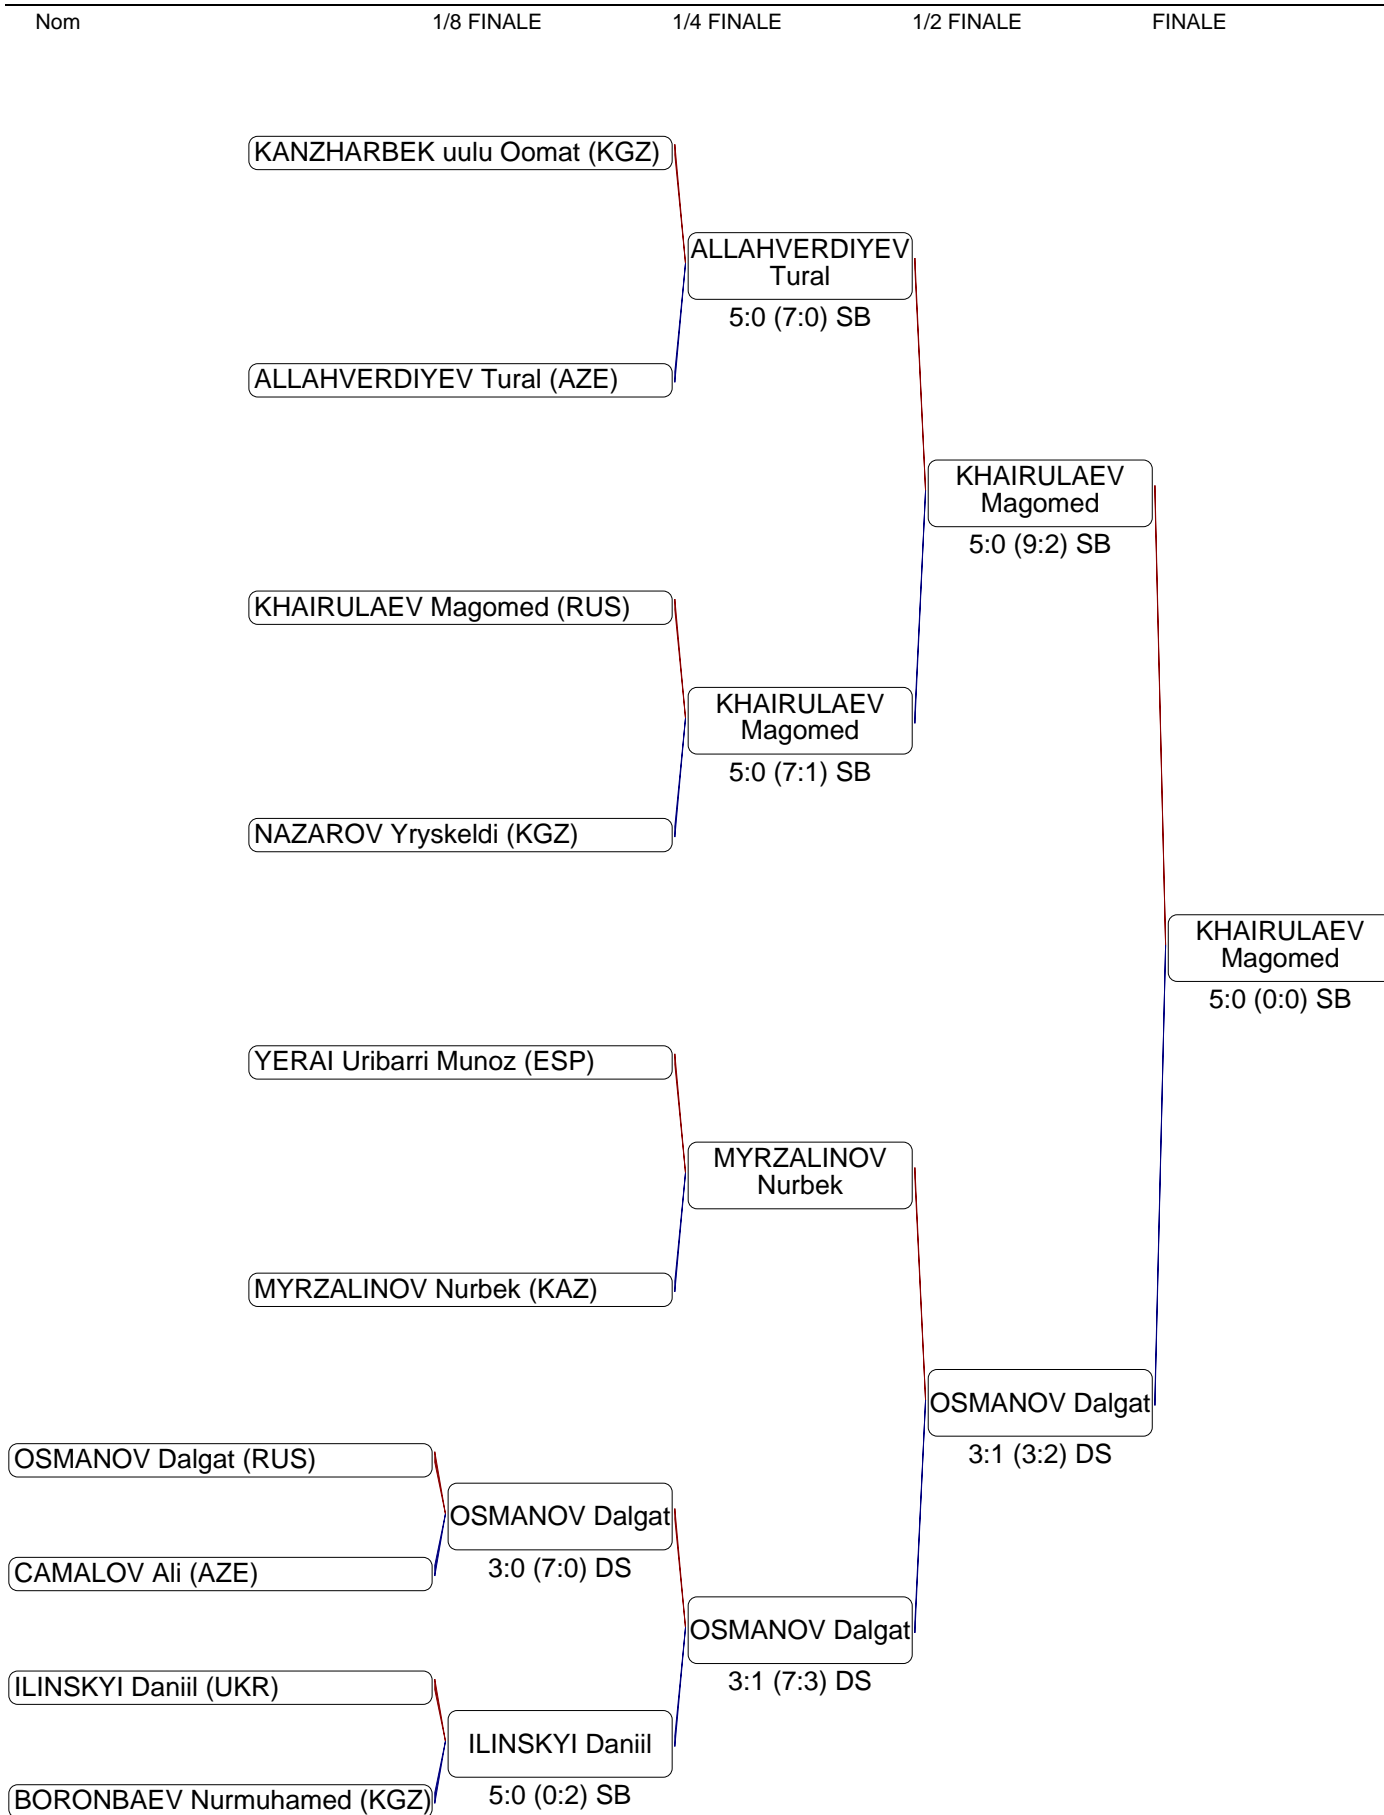 Nom 1/8 FINALE 1/4 FINALE 1/2 FINALE FINALE
KANZHARBEK uulu Oomat (KGZ)
ALLAHVERDIYEV
Tural
5:0 (7:0) SB
ALLAHVERDIYEV Tural (AZE)
KHAIRULAEV
Magomed
5:0 (9:2) SB
KHAIRULAEV Magomed (RUS)
KHAIRULAEV
Magomed
5:0 (7:1) SB
NAZAROV Yryskeldi (KGZ)
KHAIRULAEV
Magomed
5:0 (0:0) SB
YERAI Uribarri Munoz (ESP)
MYRZALINOV
Nurbek
MYRZALINOV Nurbek (KAZ)
OSMANOV Dalgat
3:1 (3:2) DS
OSMANOV Dalgat (RUS)
OSMANOV Dalgat
3:0 (7:0) DS
CAMALOV Ali (AZE)
OSMANOV Dalgat
3:1 (7:3) DS
ILINSKYI Daniil (UKR)
ILINSKYI Daniil
5:0 (0:2) SB
BORONBAEV Nurmuhamed (KGZ)